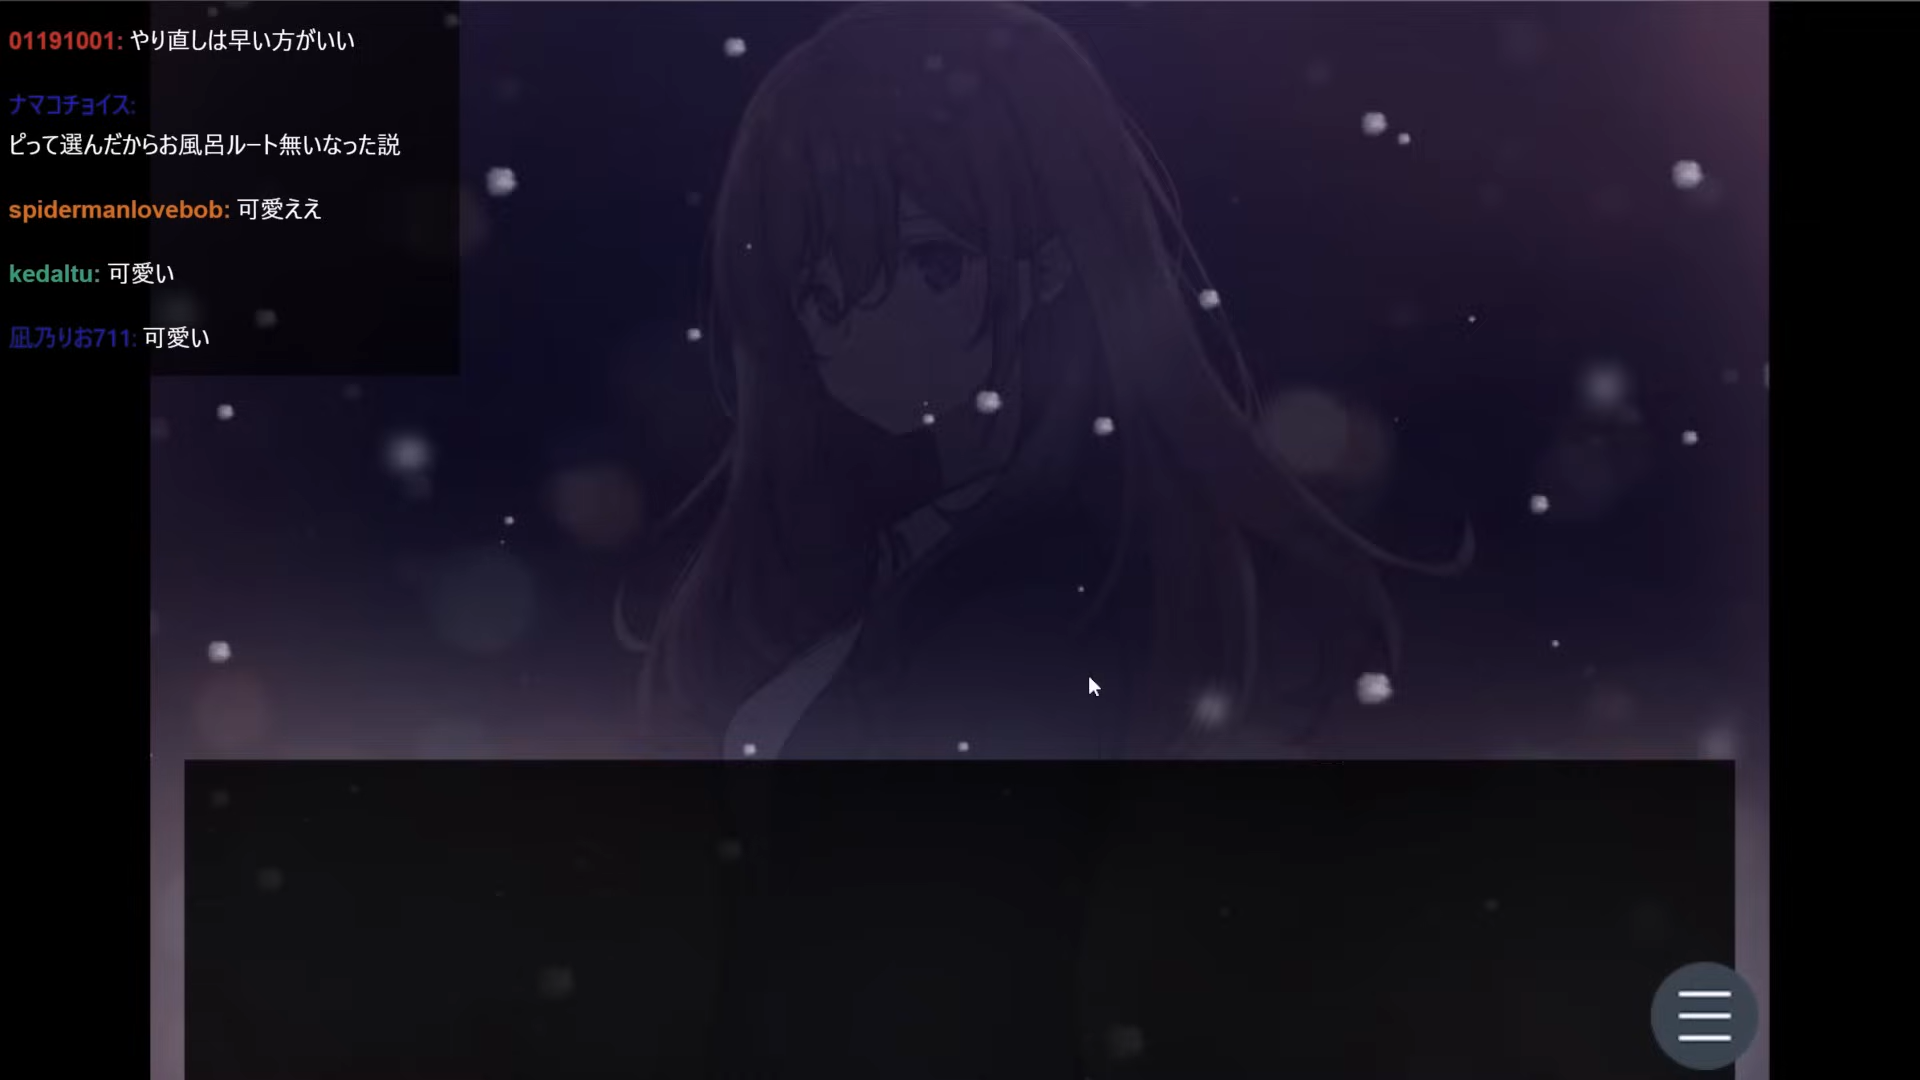 01191001: やり直しは早い方がいい
ナマコチョイス:
ピって選んだからお風呂ルート無いなった説
spidermanlovebob: 可愛ええ
kedaltu: 可愛い
凪乃りお711: 可愛い